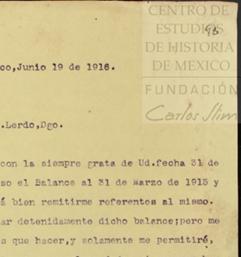 CENTRO DE
ESTUDIOS
DE HISTORIA
DE MEXICO
FUNDACIÓN
Carlos Slim
co,Junio 19 de 1916.
.Lerdo,Dgo.
con la siempre grata de Ud.fecha 31 de
so el Balance al 31 de Marzo de 1915 y
á bien remitirme referentes al mismo.
ar detenidamente dicho balance;pero me
s que hacer,y solamente me permitiré,